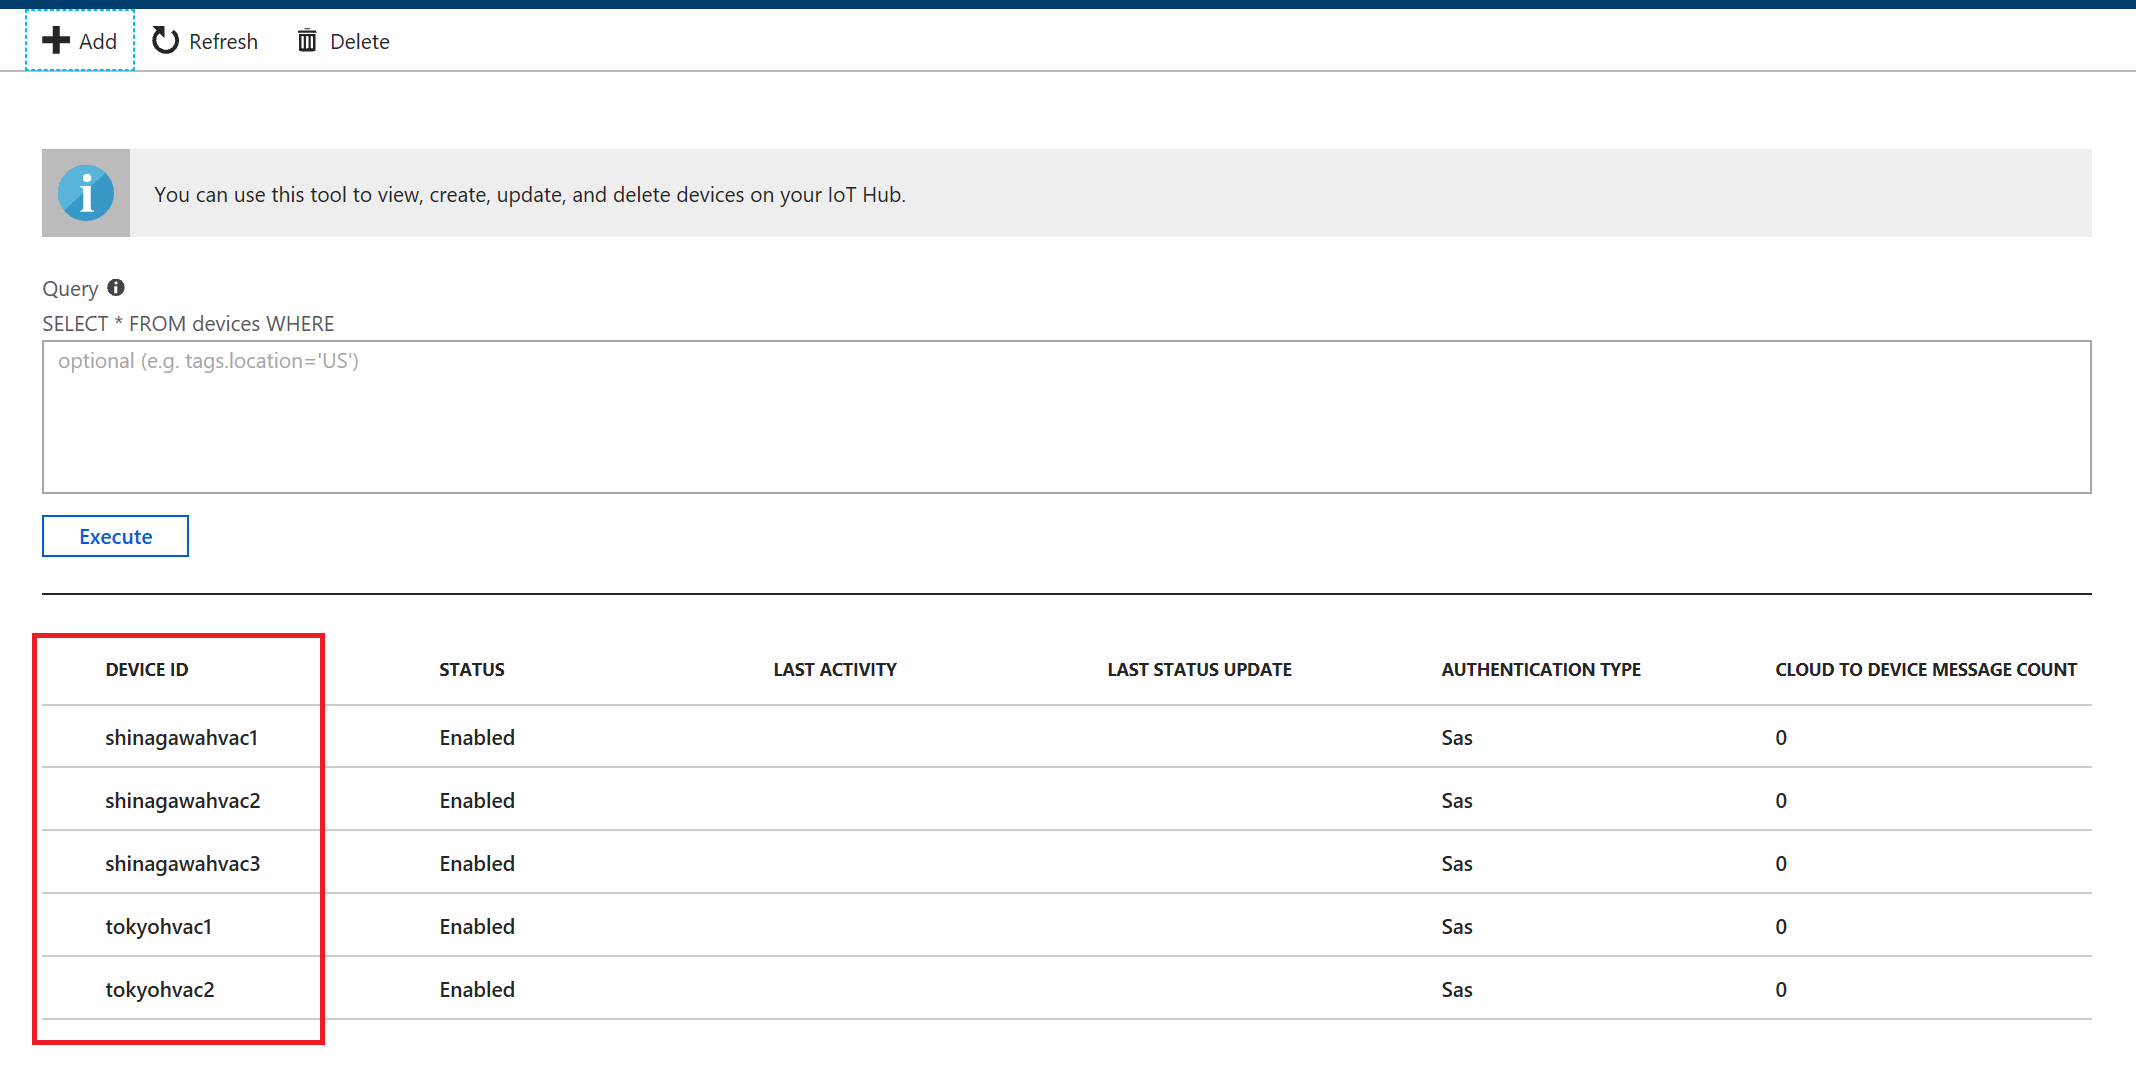 Add Refresh Delete
You can use this tool to view, create, update, and delete devices on your IoT Hub.
Query
SELECT * FROM devices WHERE
optional (e.g. tags.location='US')
Execute
DEVICE ID STATUS LAST ACTIVITY LAST STATUS UPDATE AUTHENTICATION TYPE CLOUD TO DEVICE MESSAGE COUNT
shinagawahvac1 Enabled Sas 0
shinagawahvac2 Enabled Sas 0
shinagawahvac3 Enabled Sas 0
tokyohvac1 Enabled Sas 0
tokyohvac2 Enabled Sas 0